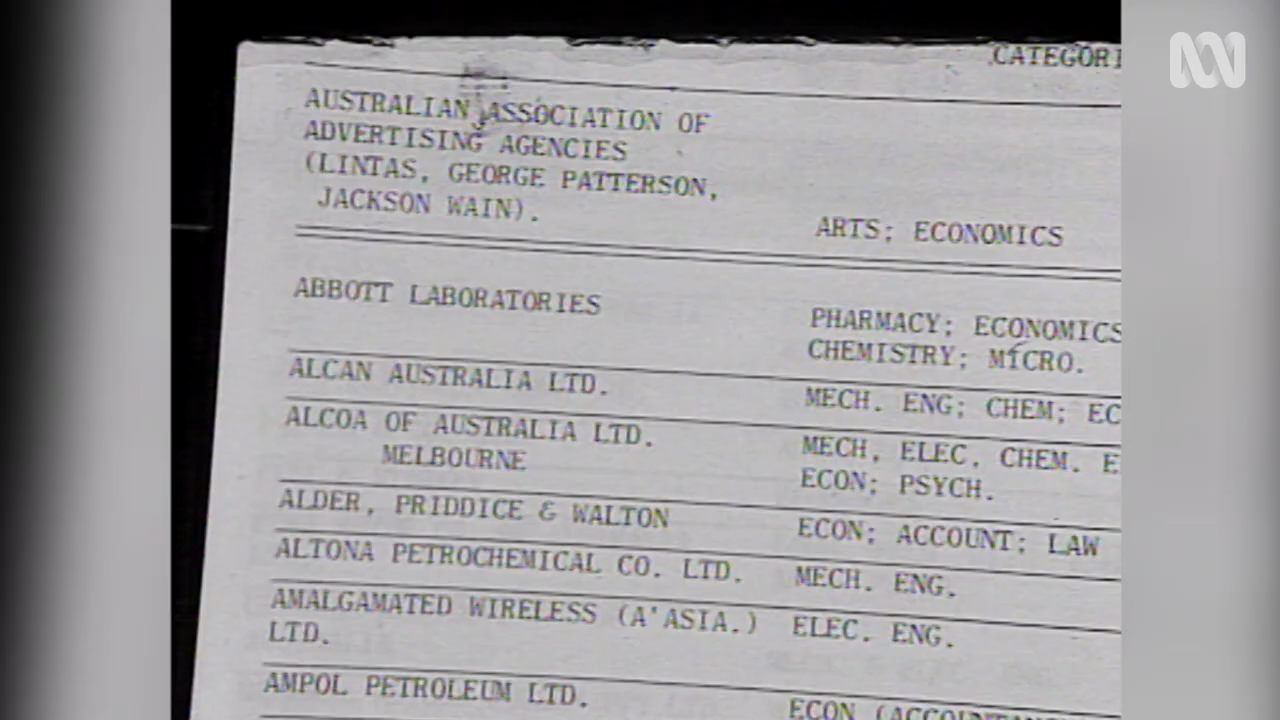 CATEGORI
AUSTRALIAN ASSOCIATION OF
ADVERTISING AGENCIES
(LINTAS, GEORGE PATTERSON,
JACKSON WAIN).
ARTS; ECONOMICS
ABBOTT LABORATORIES
PHARMACY; ECONOMICS
CHEMISTRY; MICRO.
ALCAN AUSTRALIA LTD.
MECH. ENG; CHEM; EC
ALCOA OF AUSTRALIA LTD.
MELBOURNE
MECH, ELEC, CHEM. E
ECON; PSYCH.
ALDER, PRIDDICE & WALTON
ECON; ACCOUNT; LAW
ALTONA PETROCHEMICAL CO. LTD.
MECH. ENG.
AMALGAMATED WIRELESS (A'ASIA.)
LTD.
ELEC. ENG.
AMPOL PETROLEUM LTD.
ECON (ACCOUNTAN